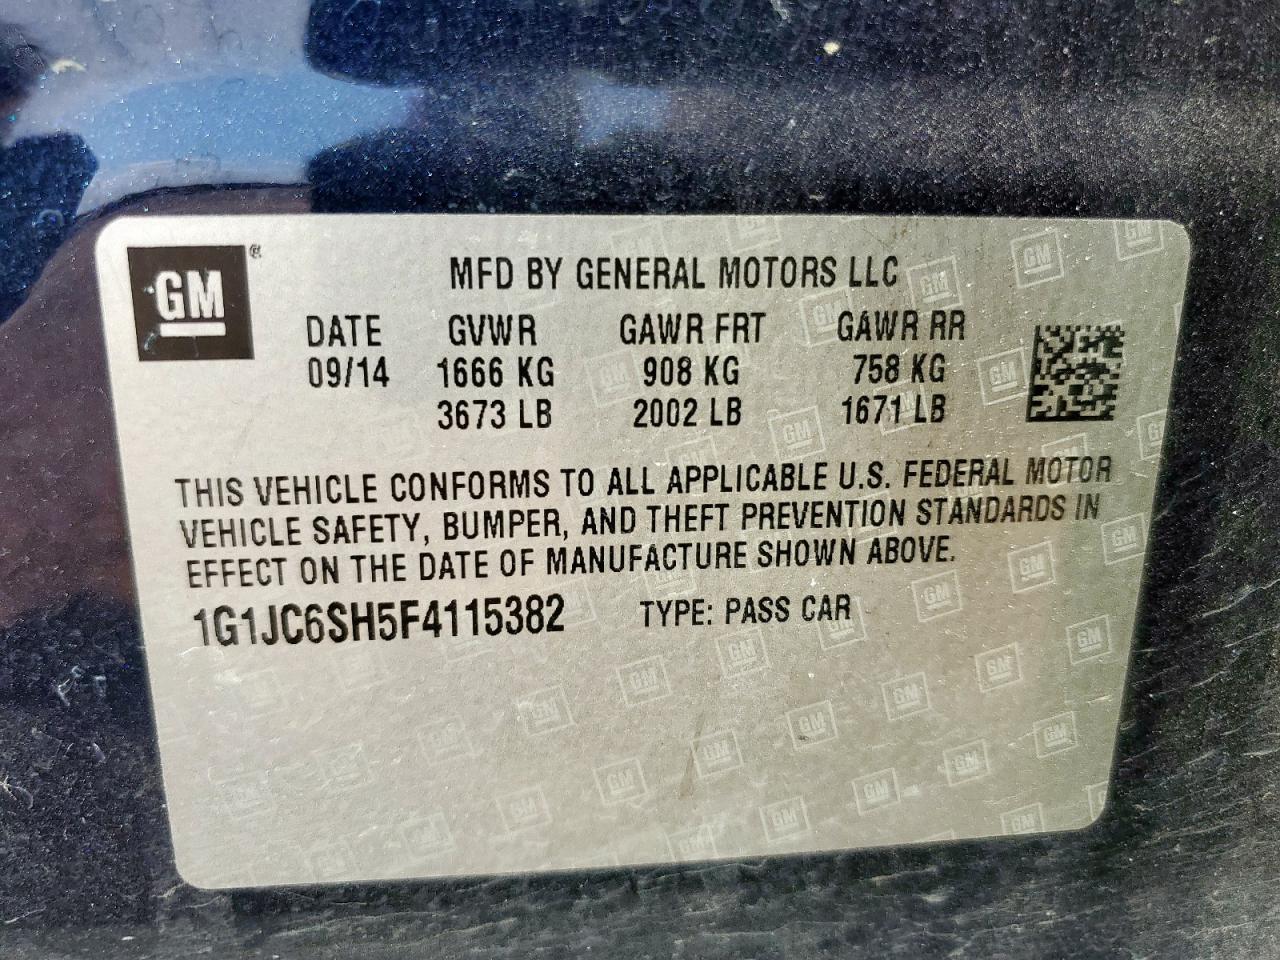 GM ®
MFD BY GENERAL MOTORS LLC
DATE GVWR GAWR FRT GAWR RR
09/14 1666 KG 908 KG 758 KG
3673 LB 2002 LB 1671 LB
THIS VEHICLE CONFORMS TO ALL APPLICABLE U.S. FEDERAL MOTOR
VEHICLE SAFETY, BUMPER, AND THEFT PREVENTION STANDARDS IN
EFFECT ON THE DATE OF MANUFACTURE SHOWN ABOVE.
1G1JC6SH5F4115382 TYPE: PASS CAR